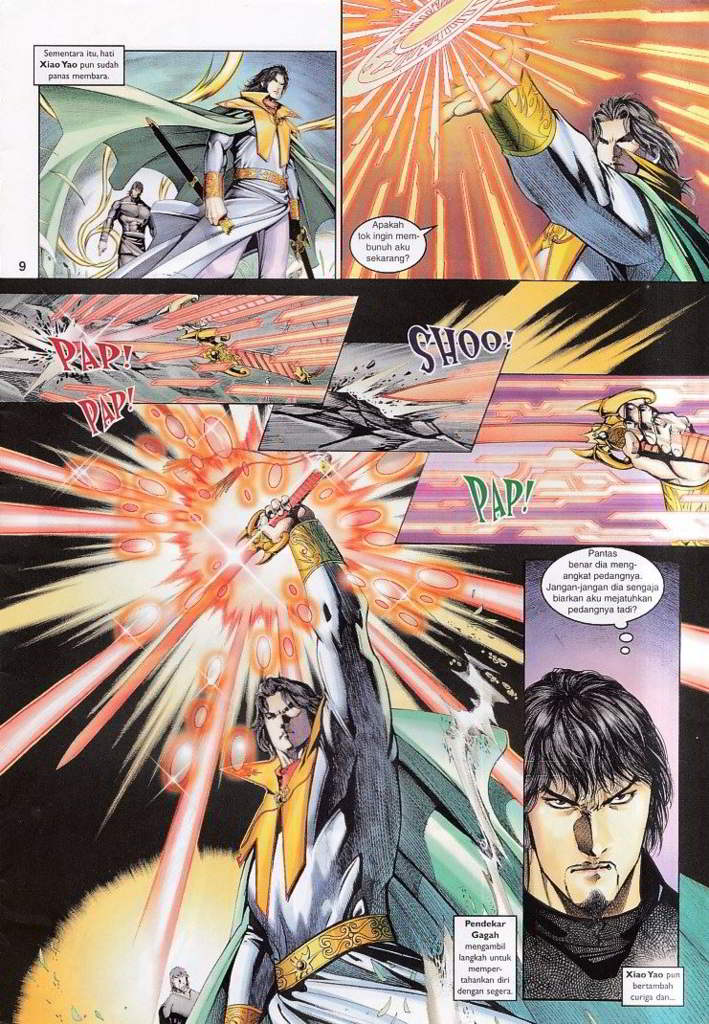 Sementara itu, hati
Xiao Yao pun sudah
panas membara.
Apakah
tok ingin mem-
bunuh aku
sekarang?
9
PAP!
PAP!
SHOO!
PAP!
Pantas
benar dia meng-
angkat pedangnya.
Jangan-jangan dia sengaja
biarkan aku mejatuhkan
pedangnya tadi?
Pendekar
Gagah
mengambil
langkah untuk
memper-
tahankan diri
dengan segera.
Xiao Yao pun
bertambah
curiga dan...